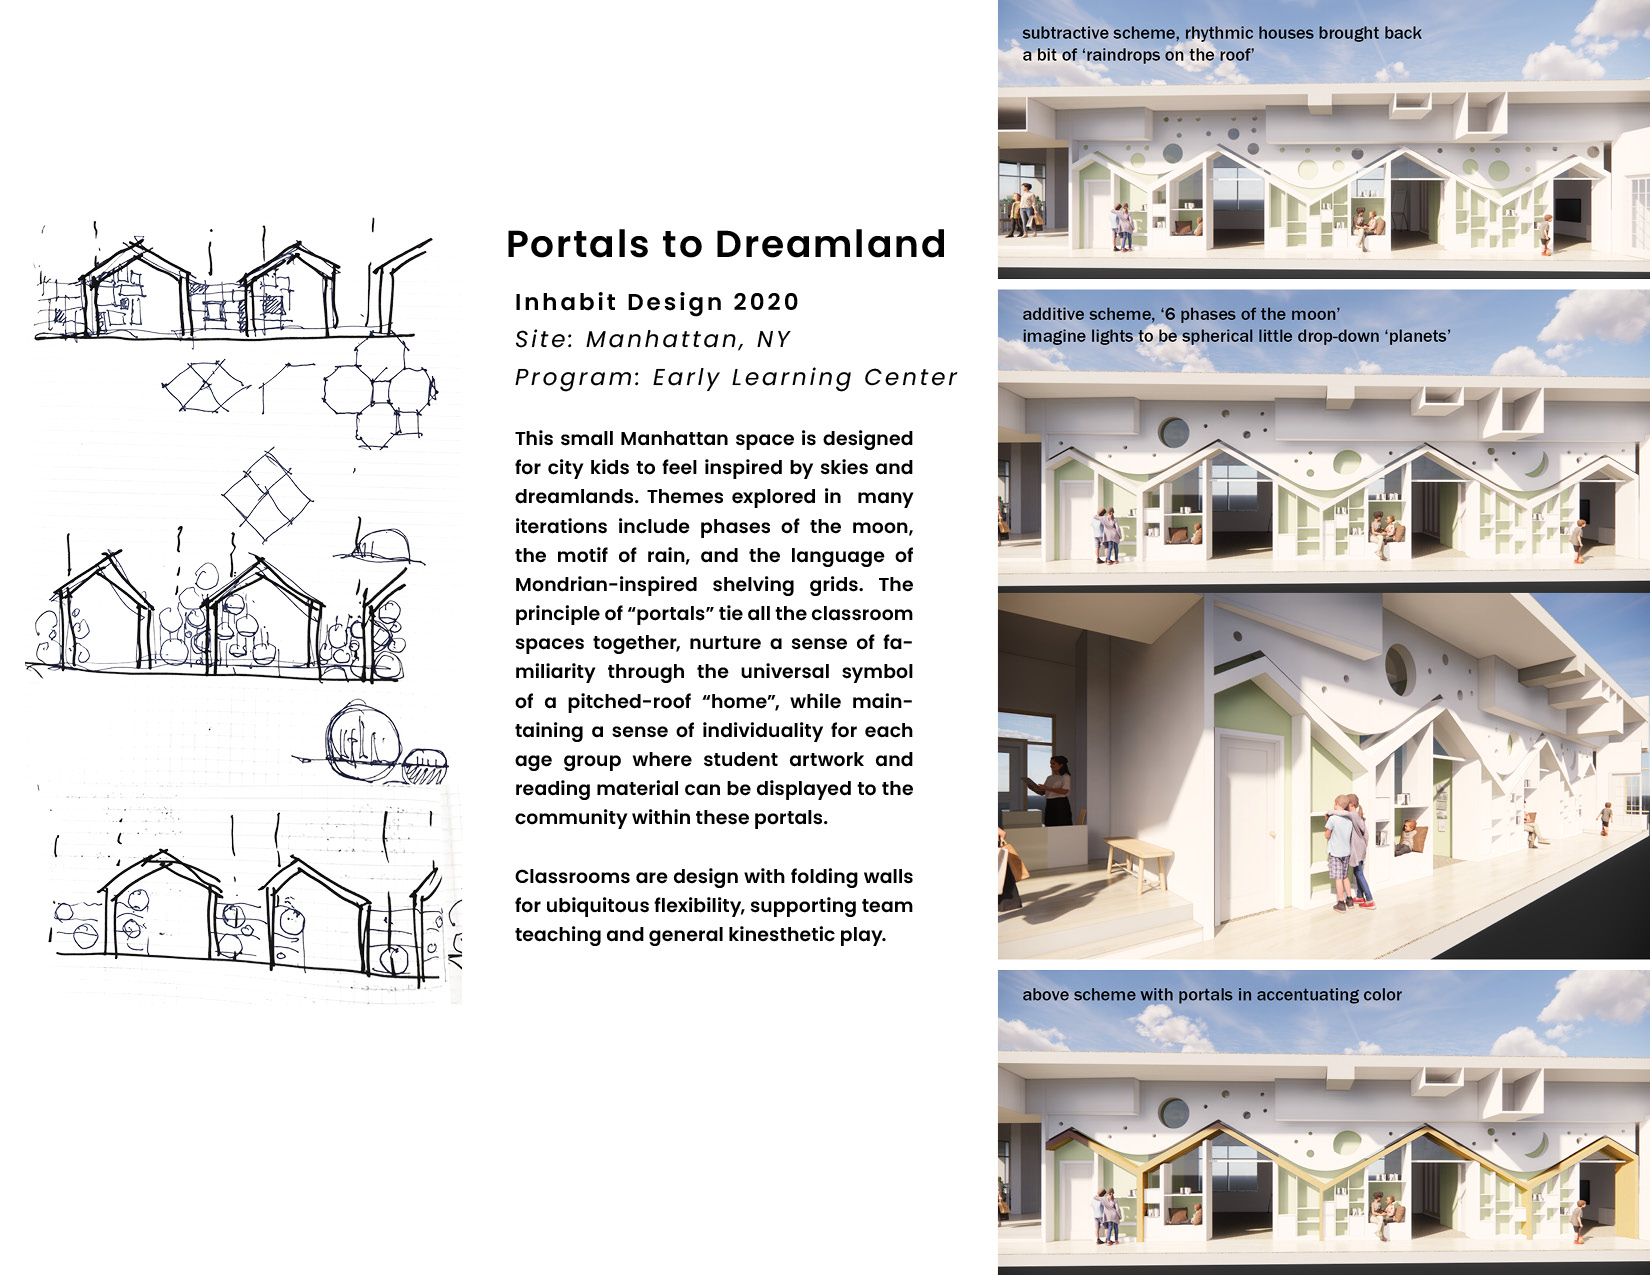 Portals to Dreamland
Inhabit Design 2020
Site: Manhattan, NY
Program: Early Learning Center
This small Manhattan space is designed
for city kids to feel inspired by skies and
dreamlands. Themes explored in many
iterations include phases of the moon,
the motif of rain, and the language of
Mondrian-inspired shelving grids. The
principle of “portals” tie all the classroom
spaces together, nurture a sense of fa-
miliarity through the universal symbol
of a pitched-roof “home”, while main-
taining a sense of individuality for each
age group where student artwork and
reading material can be displayed to the
community within these portals.
Classrooms are design with folding walls
for ubiquitous flexibility, supporting team
teaching and general kinesthetic play.
subtractive scheme, rhythmic houses brought back
a bit of ‘raindrops on the roof’
additive scheme, ‘6 phases of the moon’
imagine lights to be spherical little drop-down ‘planets’
above scheme with portals in accentuating color